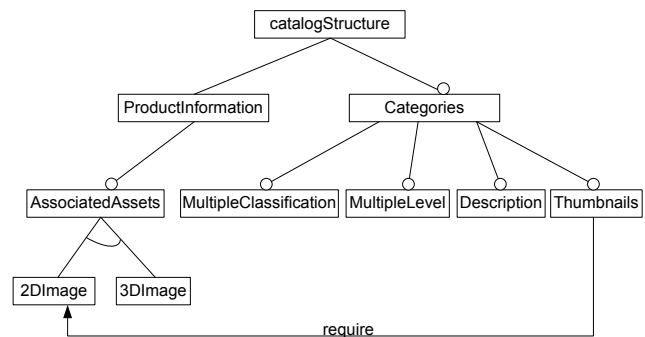 catalogStructure
ProductInformation
Categories
AssociatedAssets
MultipleClassification
MultipleLevel
Description
Thumbnails
2DImage
3DImage
require